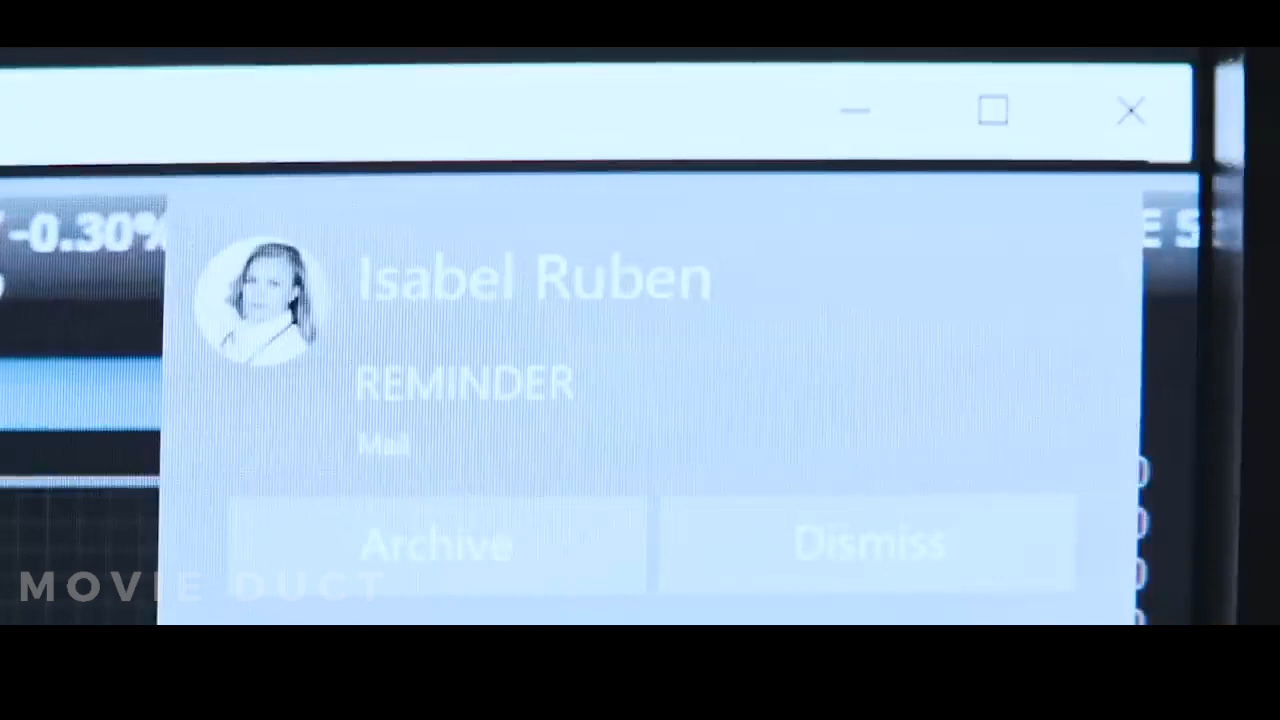 -0.30%
Isabel Ruben
REMINDER
Mail
Archive
Dismiss
MOVIE DUCT